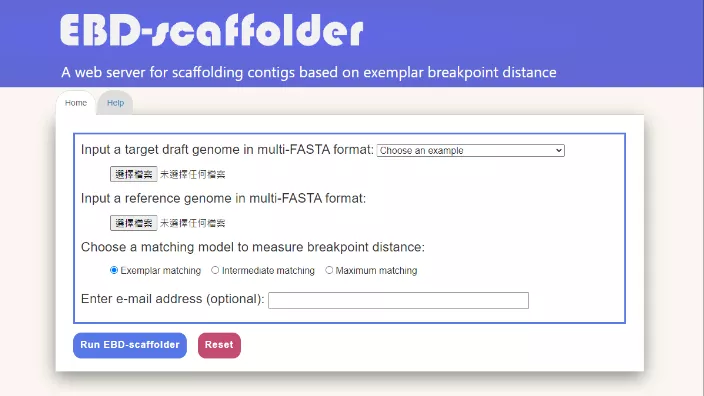 EBD-scaffolder
A web server for scaffolding contigs based on exemplar breakpoint distance
Home Help
Input a target draft genome in multi-FASTA format: Choose an example
選擇檔案 未選擇任何檔案
Input a reference genome in multi-FASTA format:
選擇檔案 未選擇任何檔案
Choose a matching model to measure breakpoint distance:
Exemplar matching Intermediate matching Maximum matching
Enter e-mail address (optional):
Run EBD-scaffolder Reset